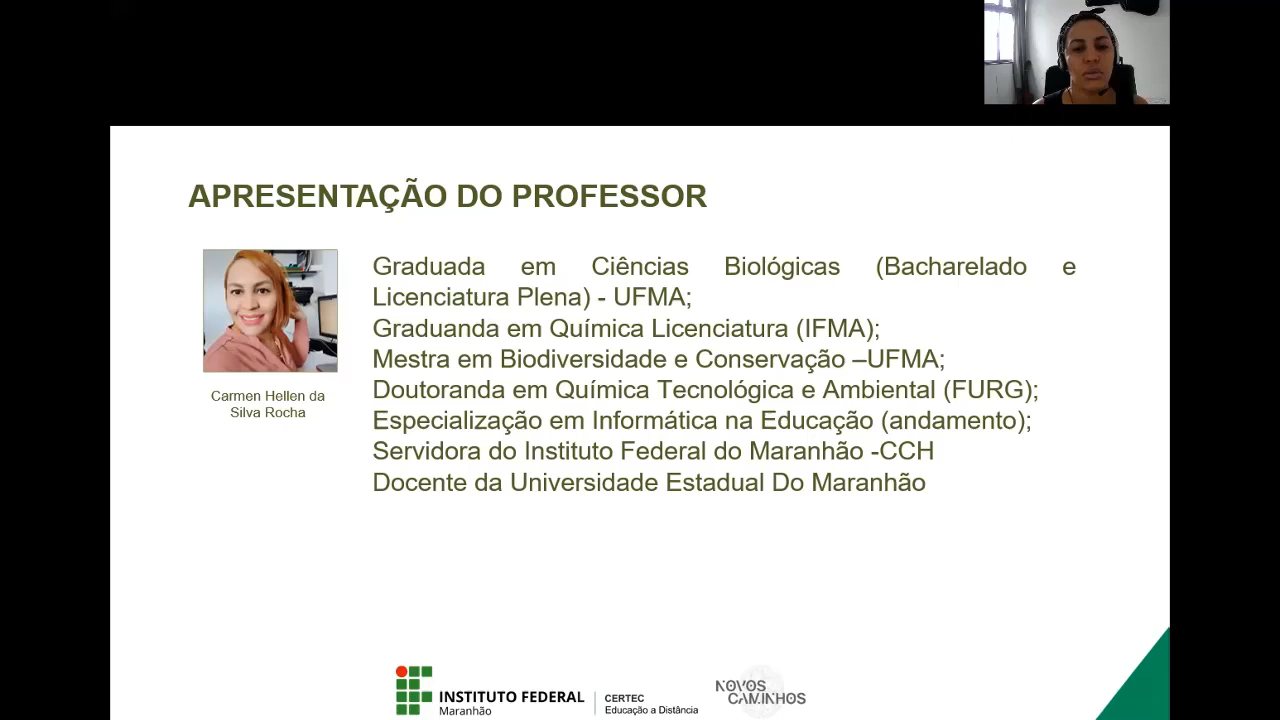 APRESENTAÇÃO DO PROFESSOR
Carmen Hellen da
Silva Rocha
Graduada em Ciências Biológicas (Bacharelado e
Licenciatura Plena) - UFMA;
Graduanda em Química Licenciatura (IFMA);
Mestra em Biodiversidade e Conservação –UFMA;
Doutoranda em Química Tecnológica e Ambiental (FURG);
Especialização em Informática na Educação (andamento);
Servidora do Instituto Federal do Maranhão -CCH
Docente da Universidade Estadual Do Maranhão
INSTITUTO FEDERAL
Maranhão
CERTEC
Educação a Distância
NOVOS
CAMINHOS